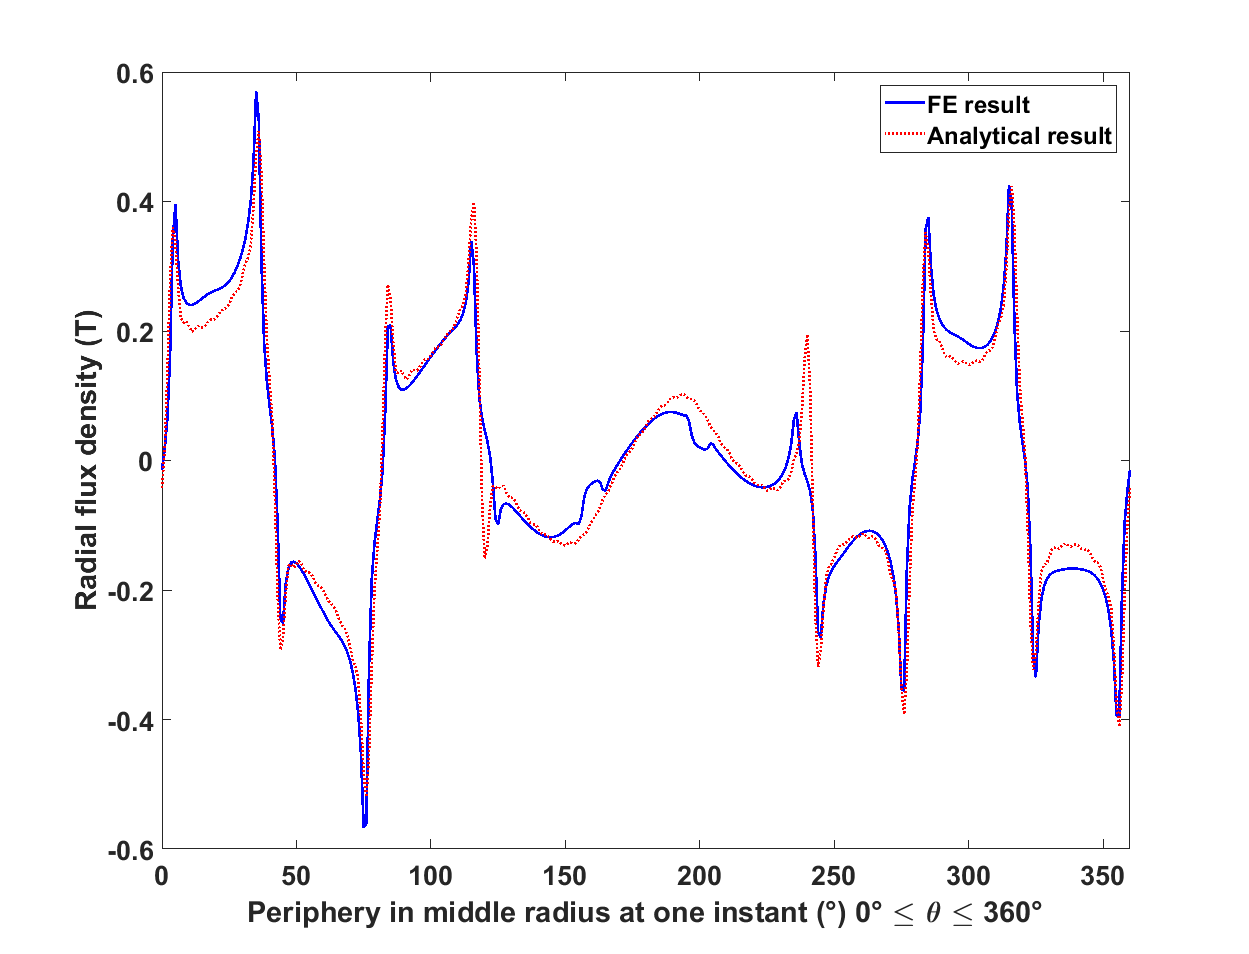 0.6
0.4
0.2
0
-0.2
-0.4
-0.6
Radial flux density (T)
FE result
Analytical result
0 50 100 150 200 250 300 350
Periphery in middle radius at one instant (°) 0° ≤ θ ≤ 360°